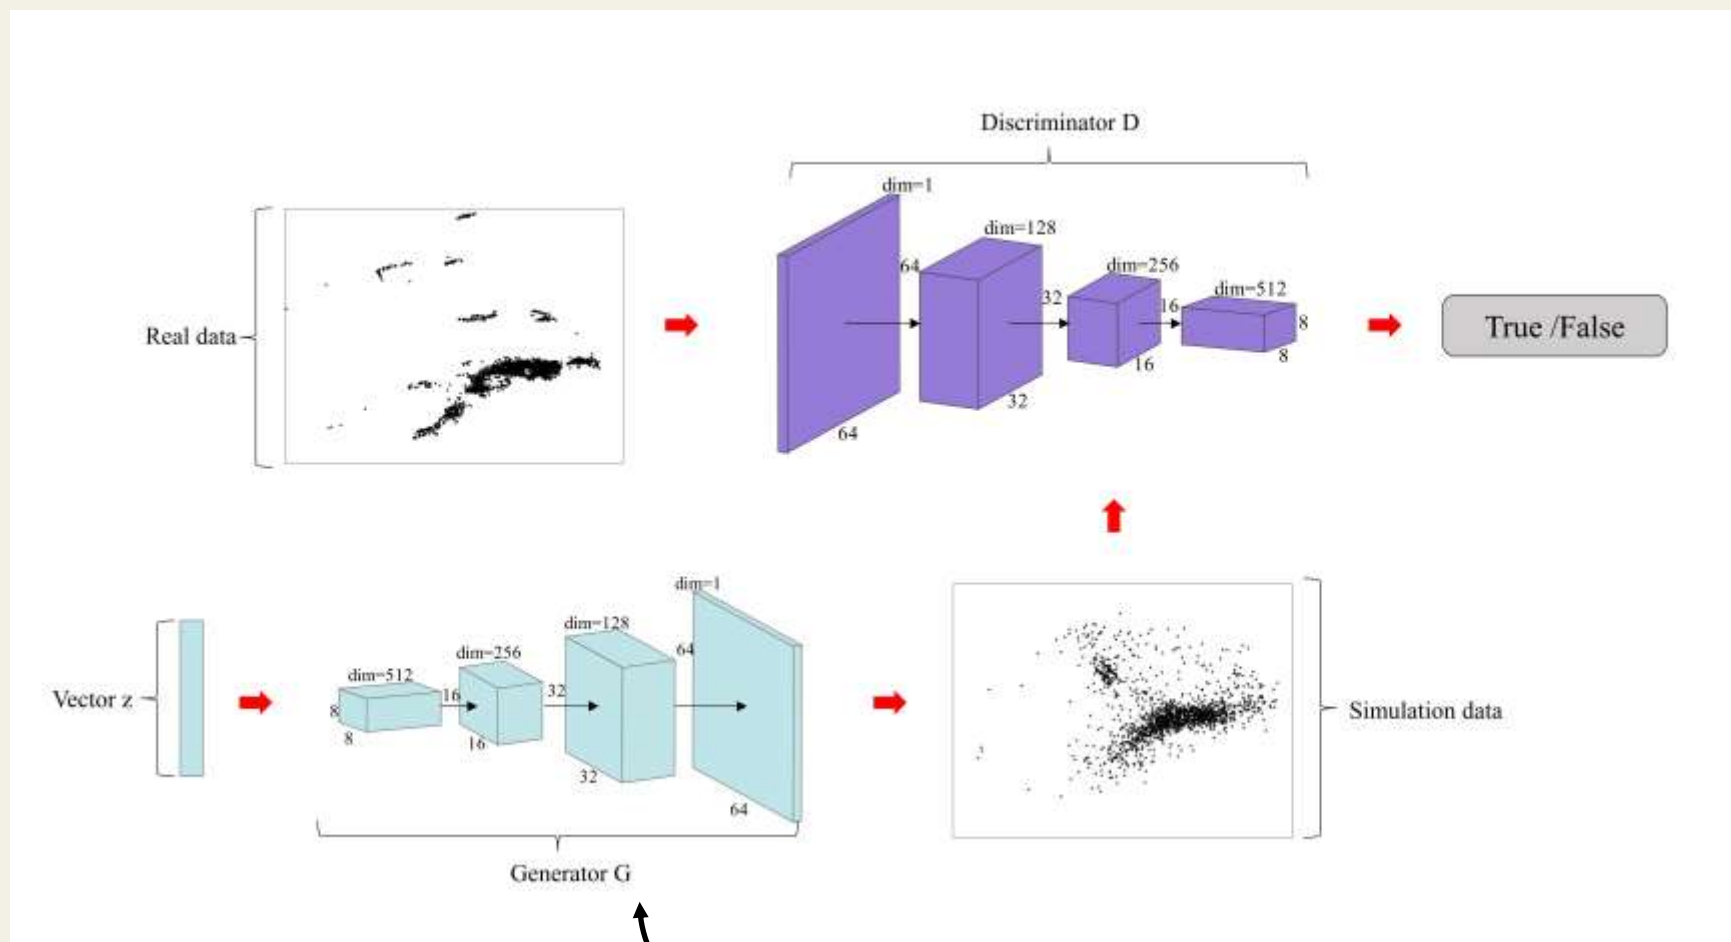 Discriminator D
dim=1
dim=128
64
dim=256
32
dim=512
16
8
8
16
32
64
Real data
True /False
dim=1
dim=128
64
dim=256
32
dim=512
16
8
8
16
32
64
Vector z
Simulation data
Generator G